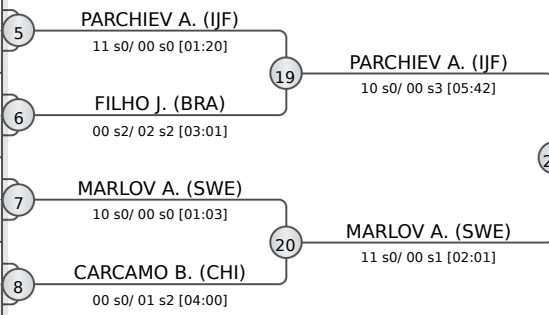 5
PARCHIEV A. (IJF)
11 s0/ 00 s0 [01:20]
19
PARCHIEV A. (IJF)
10 s0/ 00 s3 [05:42]
6
FILHO J. (BRA)
00 s2/ 02 s2 [03:01]
7
MARLOV A. (SWE)
10 s0/ 00 s0 [01:03]
20
MARLOV A. (SWE)
11 s0/ 00 s1 [02:01]
8
CARCAMO B. (CHI)
00 s0/ 01 s2 [04:00]